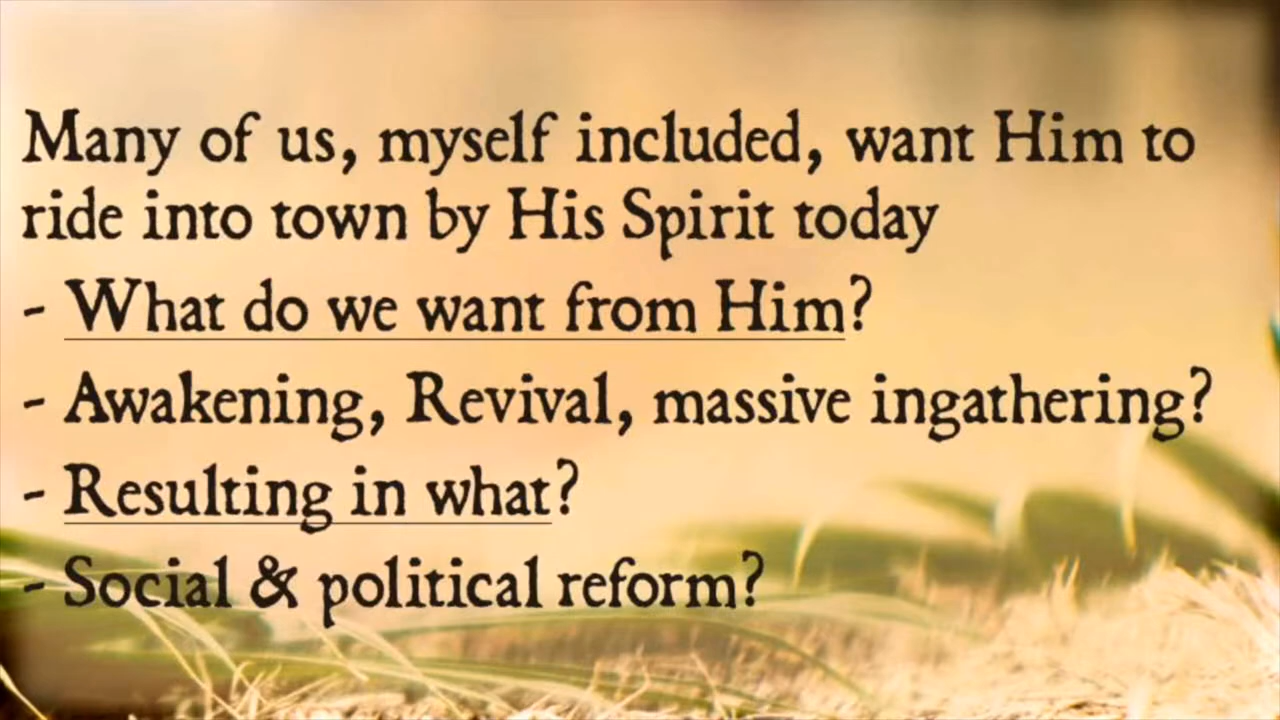 Many of us, myself included, want Him to
ride into town by His Spirit today
- What do we want from Him?
- Awakening, Revival, massive ingathering?
- Resulting in what?
- Social & political reform?